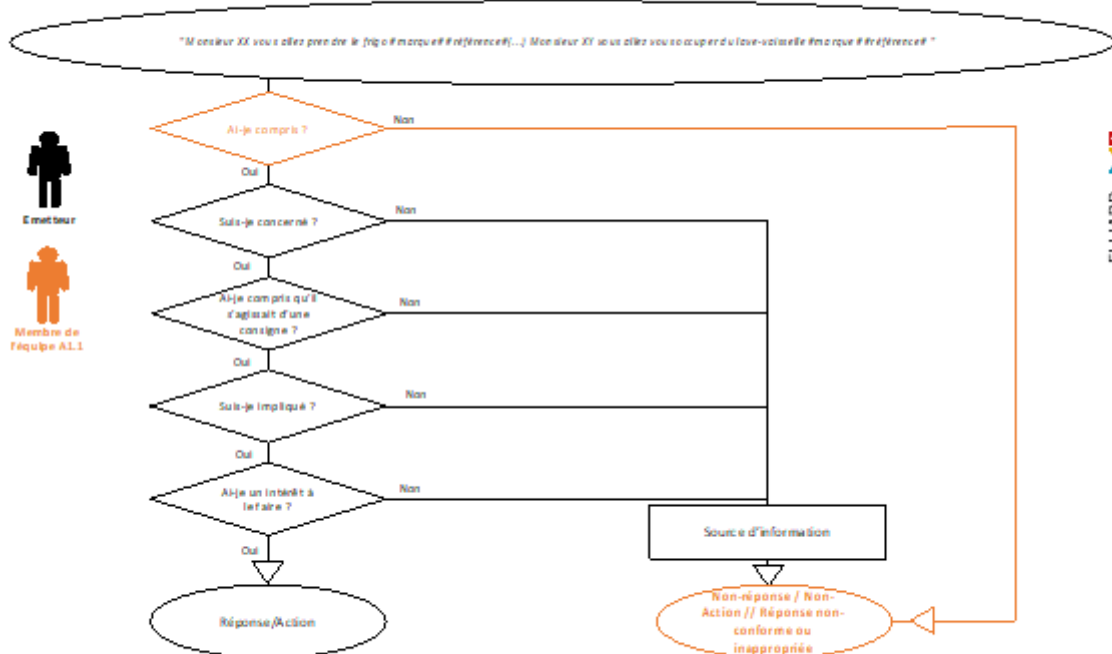 "Monsieur XX vous allez prendre le frigo #marque##référence#(...) Monsieur XY vous allez vous occuper du lave-vaisselle #marque##référence# "
Ai-je compris ?
Non
Oui
Emetteur
Suis-je concerné ?
Non
Oui
Membre de
l'équipe A1.1
Ai-je compris qu'il
s'agissait d'une
consigne ?
Non
Oui
Suis-je impliqué ?
Non
Oui
Ai-je un intérêt à
le faire ?
Non
Oui
Source d'information
Réponse/Action
Non-réponse / Non-
Action // Réponse non-
conforme ou
inappropriée